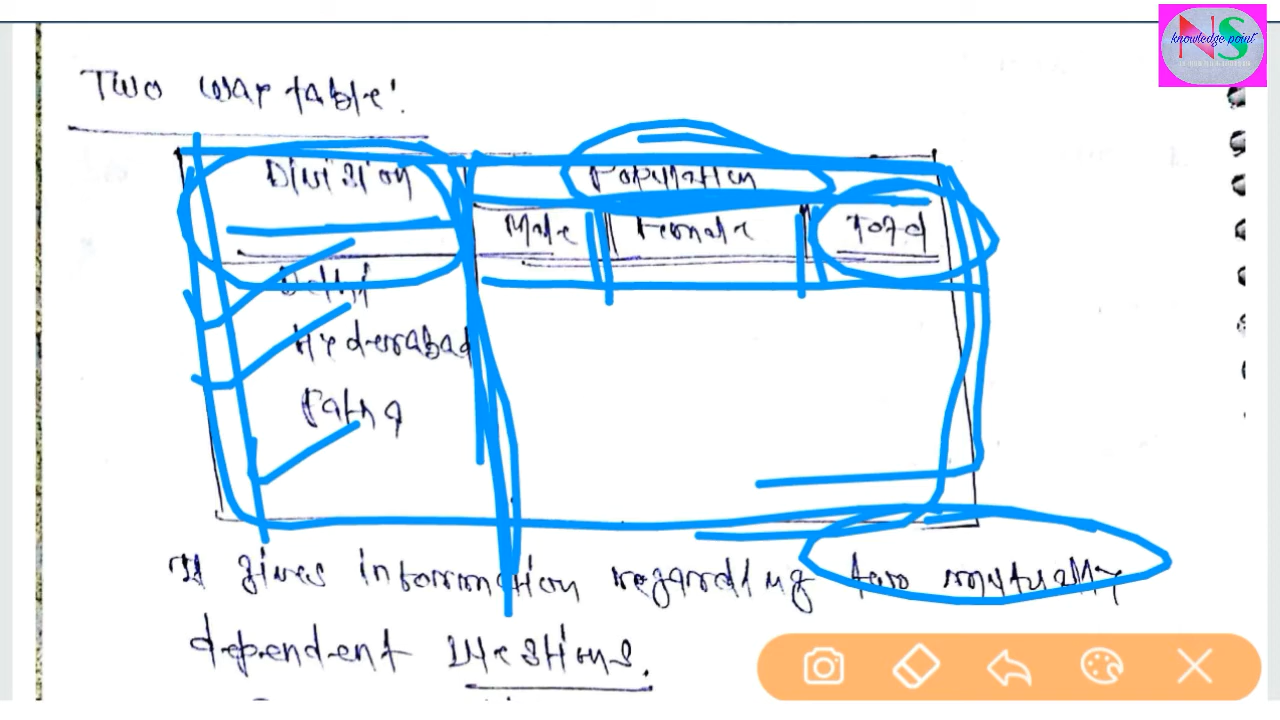 NS
knowledge point
Two way table:
Division Population
Male Female Total
Delhi
Hyderabad
Patna
It gives information regarding two mutually
dependent questions.